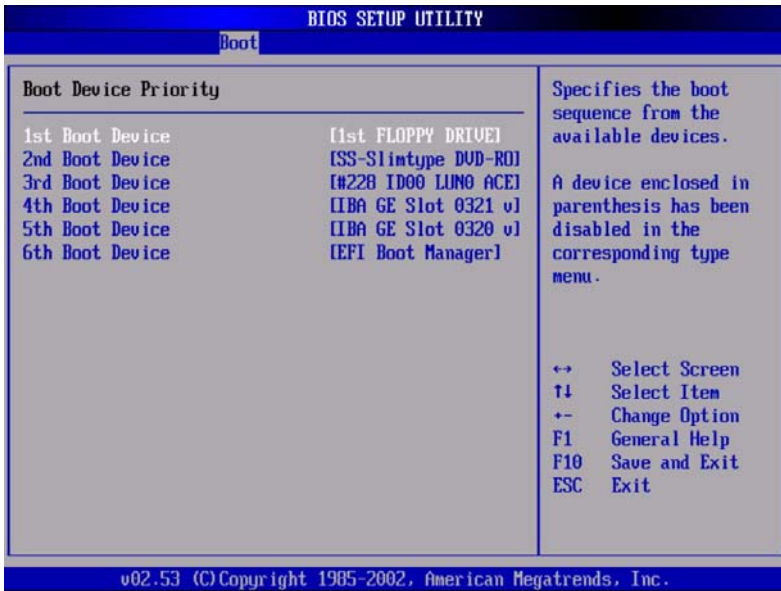 BIOS SETUP UTILITY
Boot
Boot Device Priority
1st Boot Device [1st FLOPPY DRIVE]
2nd Boot Device [SS-Slimtype DVD-RO]
3rd Boot Device [#228 ID00 LUN0 ACE]
4th Boot Device [IBA GE Slot 0321 v]
5th Boot Device [IBA GE Slot 0320 v]
6th Boot Device [EFI Boot Manager]
Specifies the boot
sequence from the
available devices.
A device enclosed in
parenthesis has been
disabled in the
corresponding type
menu.
↔ Select Screen
↑↓ Select Item
+- Change Option
F1 General Help
F10 Save and Exit
ESC Exit
v02.53 (C)Copyright 1985-2002, American Megatrends, Inc.